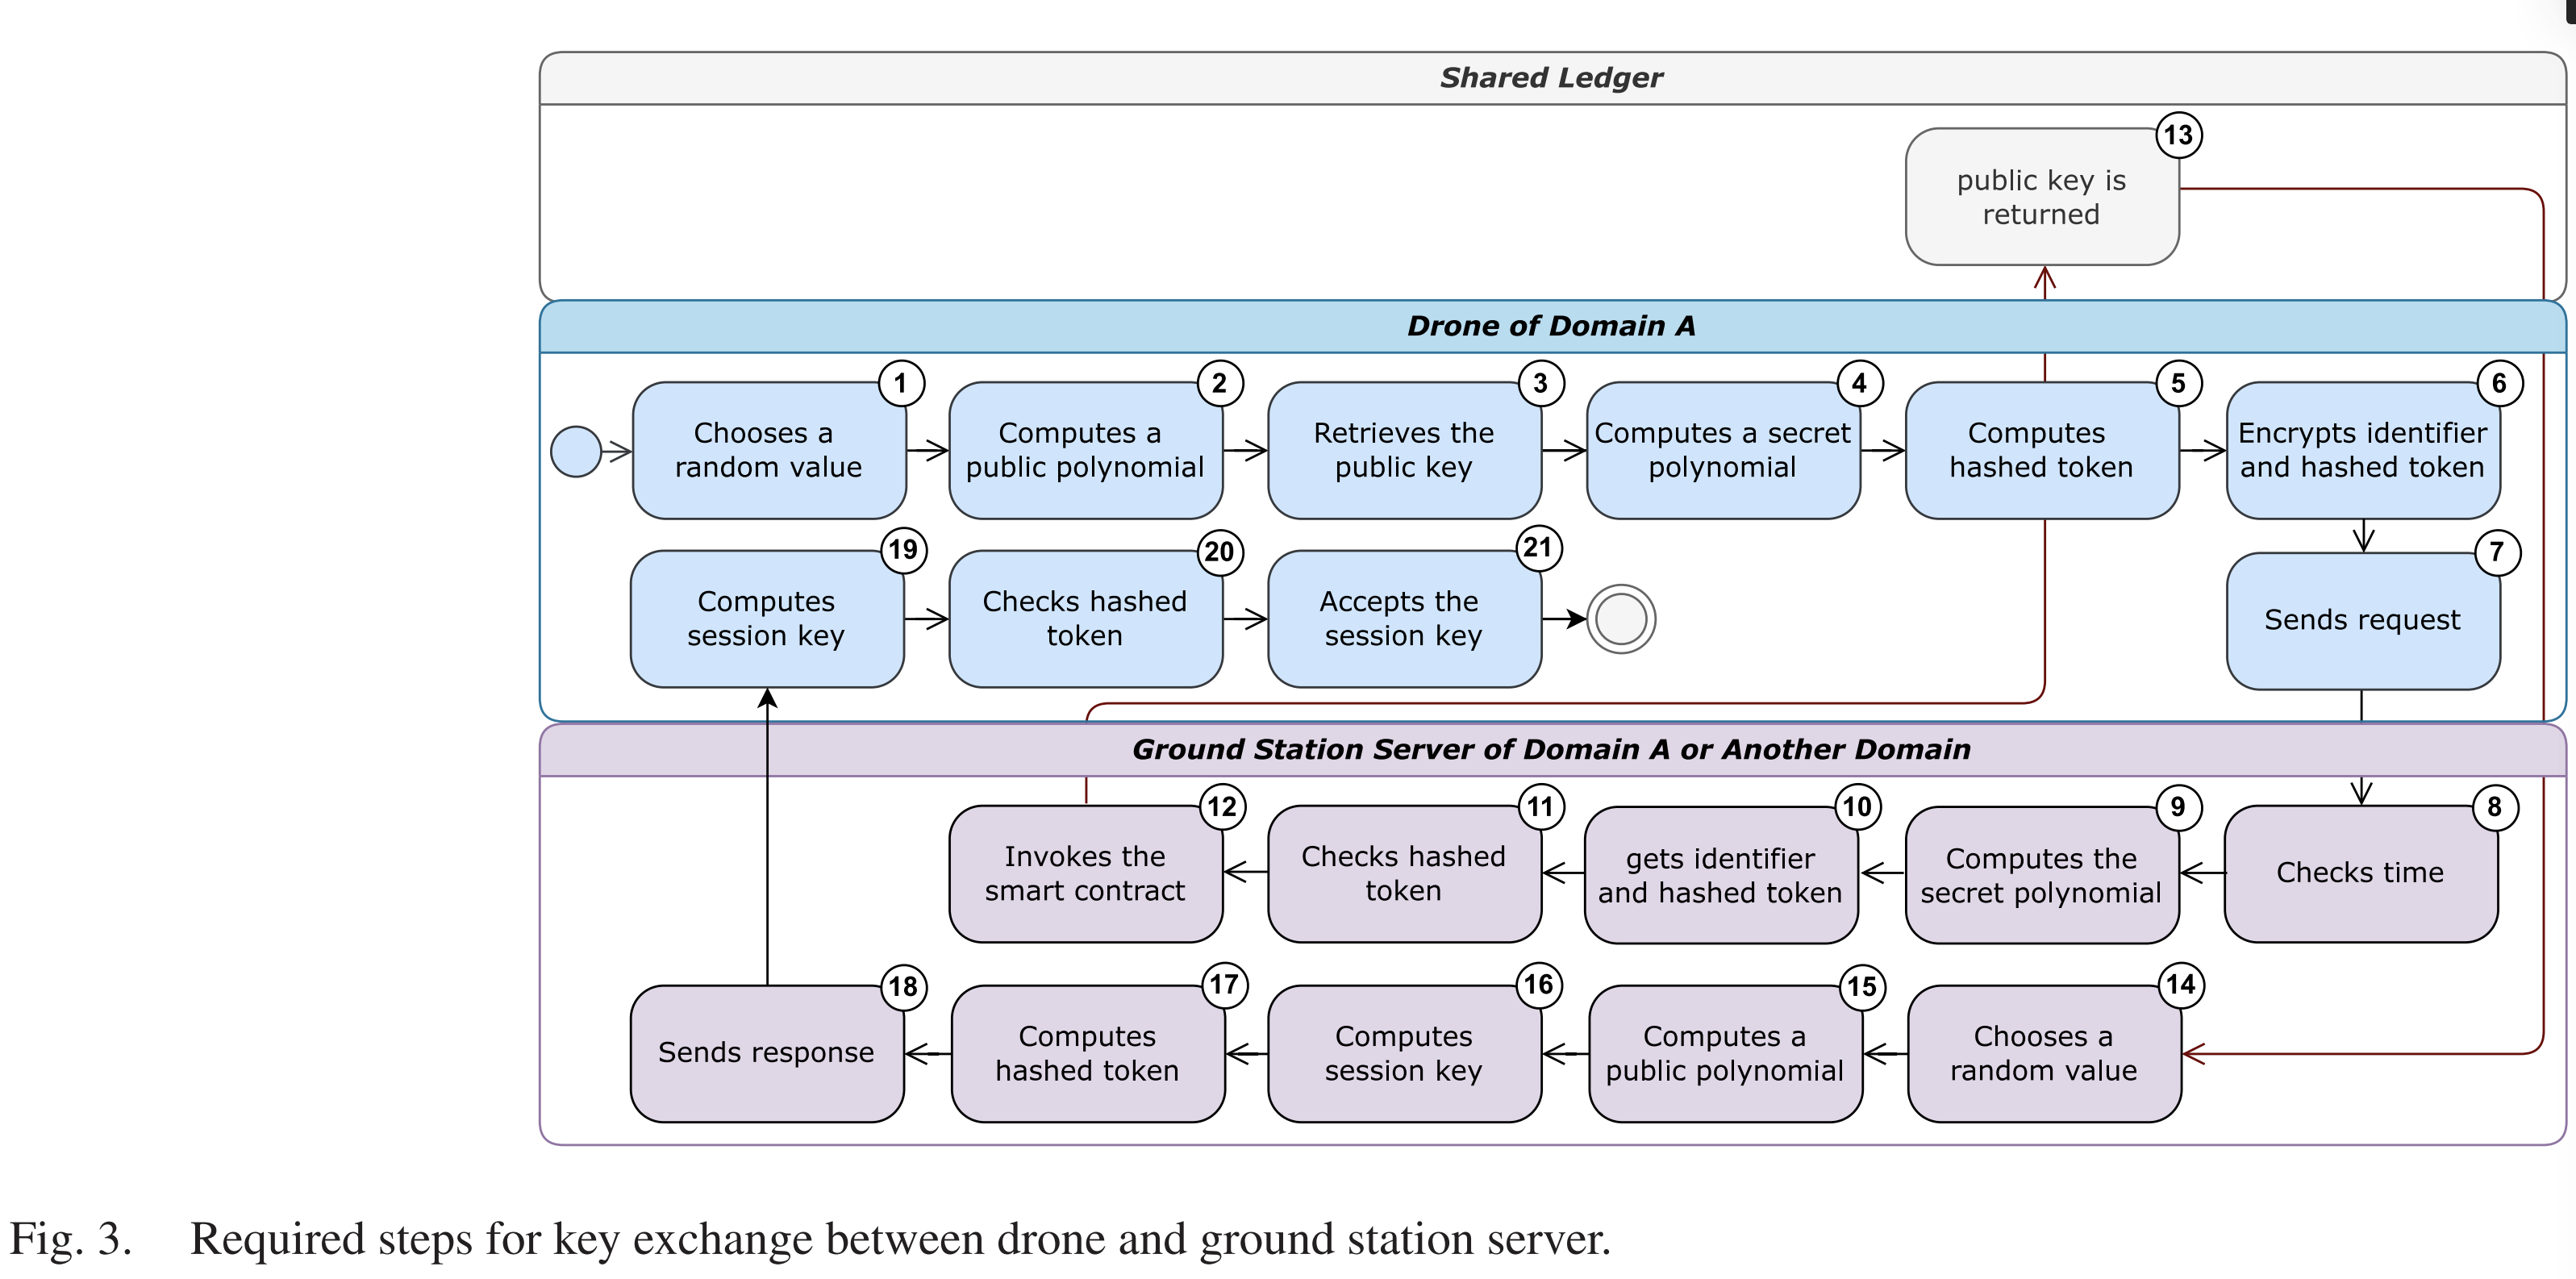 Shared Ledger
13
public key is
returned
Drone of Domain A
1
Chooses a
random value
2
Computes a
public polynomial
3
Retrieves the
public key
4
Computes a secret
polynomial
5
Computes
hashed token
6
Encrypts identifier
and hashed token
19
Computes
session key
20
Checks hashed
token
21
Accepts the
session key
7
Sends request
Ground Station Server of Domain A or Another Domain
12
Invokes the
smart contract
11
Checks hashed
token
10
gets identifier
and hashed token
9
Computes the
secret polynomial
8
Checks time
18
Sends response
17
Computes
hashed token
16
Computes
session key
15
Computes a
public polynomial
14
Chooses a
random value
Fig. 3. Required steps for key exchange between drone and ground station server.